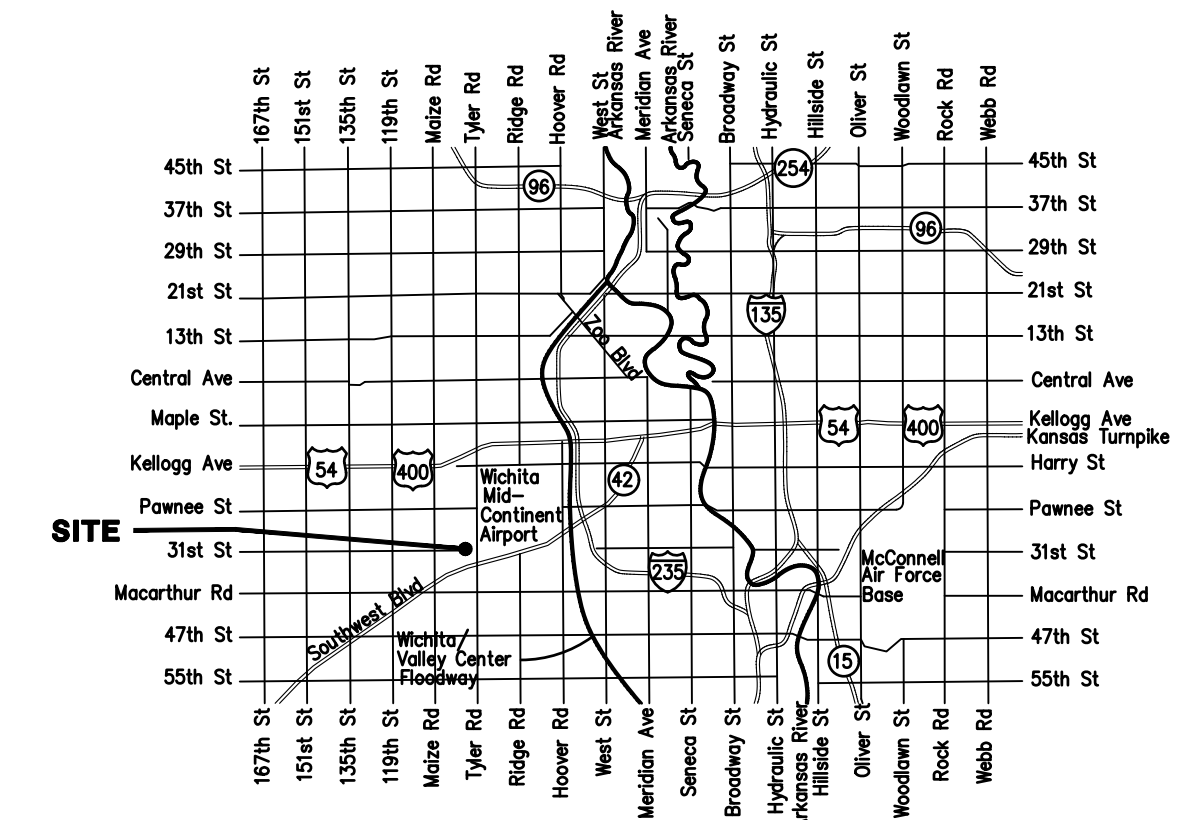 167th St
151st St
135th St
119th St
Maize Rd
Tyler Rd
Ridge Rd
Hoover Rd
West St
Arkansas River
Meridian Ave
Arkansas River
Seneca St
Broadway St
Hydraulic St
Hillside St
Oliver St
Woodlawn St
Rock Rd
Webb Rd
45th St
254
45th St
96
37th St
37th St
96
29th St
29th St
21st St
21st St
135
13th St
Zoo Blvd
13th St
Central Ave
Central Ave
Maple St.
54
400
Kellogg Ave
Kansas Turnpike
Kellogg Ave
54
400
42
Harry St
Wichita
Mid-
Continent
Airport
Pawnee St
Pawnee St
SITE
31st St
31st St
McConnell
Air Force
Base
235
Macarthur Rd
Macarthur Rd
Southwest Blvd
47th St
47th St
Wichita/
Valley Center
Floodway
15
55th St
55th St
167th St
151st St
135th St
119th St
Maize Rd
Tyler Rd
Ridge Rd
Hoover Rd
West St
Meridian Ave
Seneca St
Broadway St
Hydraulic St
Arkansas River
Hillside St
Oliver St
Woodlawn St
Rock Rd
Webb Rd